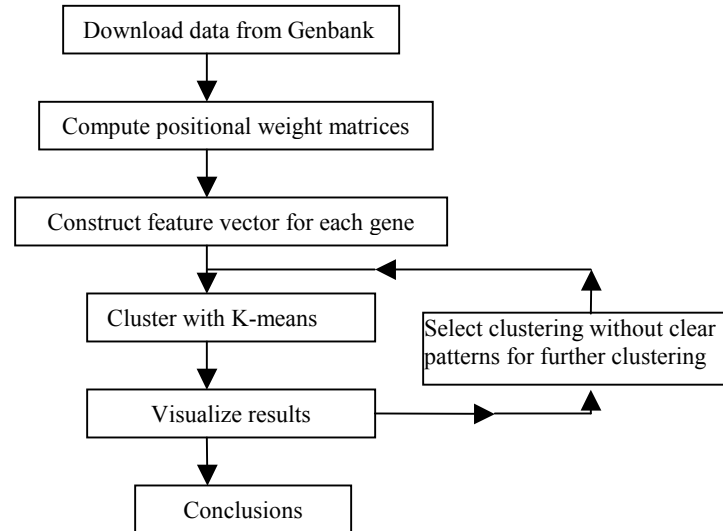 Download data from Genbank
Compute positional weight matrices
Construct feature vector for each gene
Cluster with K-means
Select clustering without clear
patterns for further clustering
Visualize results
Conclusions